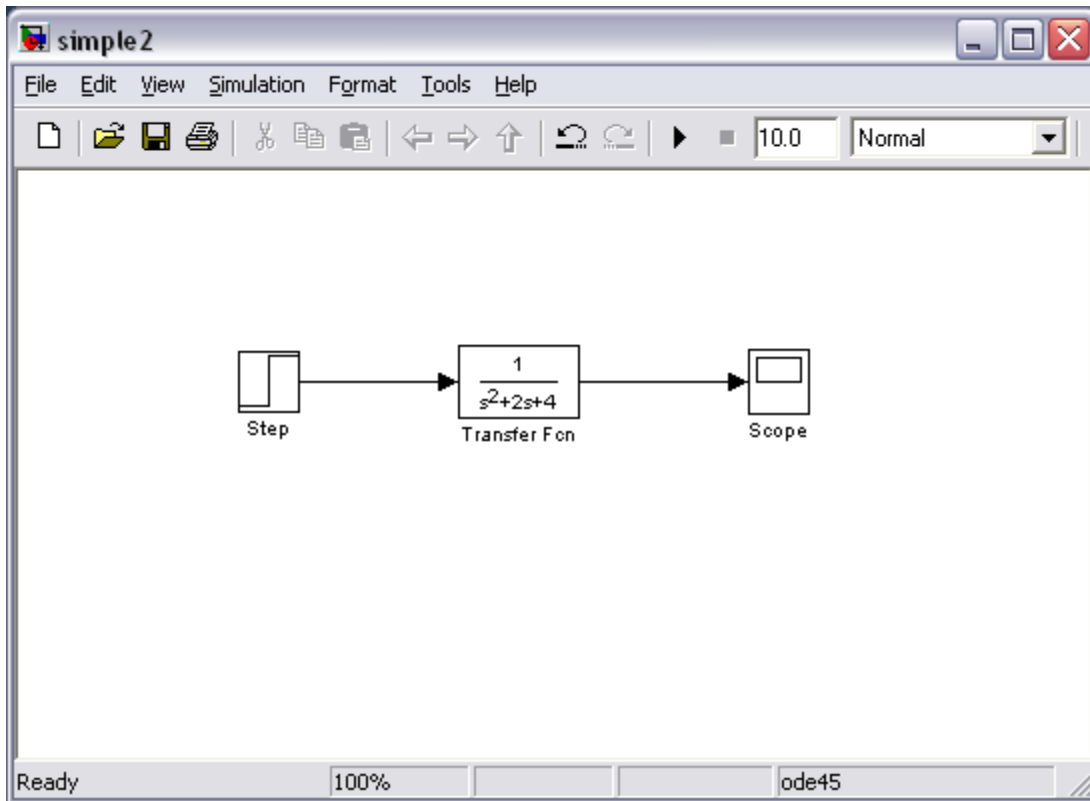 simple2
File Edit View Simulation Format Tools Help
10.0 Normal
1
s²+2s+4
Step Transfer Fcn Scope
Ready 100% ode45